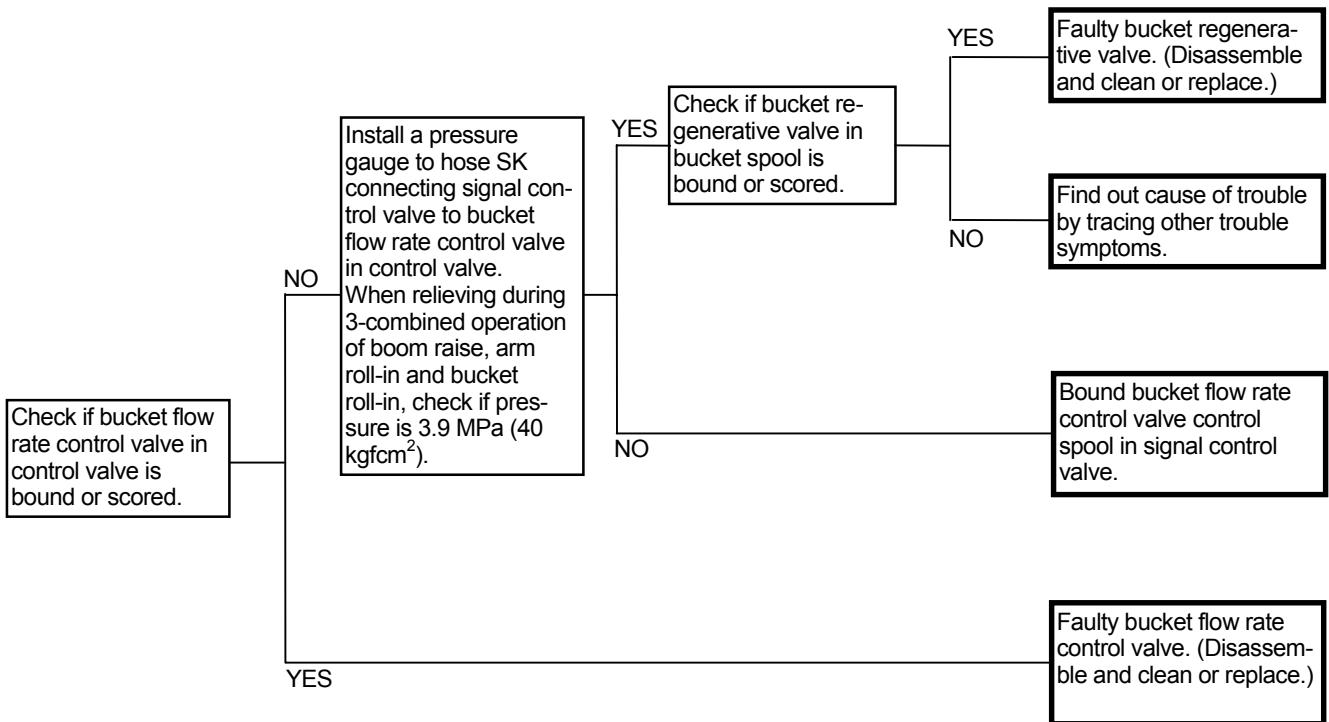 Check if bucket flow
rate control valve in
control valve is
bound or scored.
NO
YES
Install a pressure
gauge to hose SK
connecting signal con-
trol valve to bucket
flow rate control valve
in control valve.
When relieving during
3-combined operation
of boom raise, arm
roll-in and bucket
roll-in, check if pres-
sure is 3.9 MPa (40
kgfcm²).
YES
NO
Check if bucket re-
generative valve in
bucket spool is
bound or scored.
YES
NO
Faulty bucket regenera-
tive valve. (Disassemble
and clean or replace.)
Find out cause of trouble
by tracing other trouble
symptoms.
Bound bucket flow rate
control valve control
spool in signal control
valve.
Faulty bucket flow rate
control valve. (Disassem-
ble and clean or replace.)